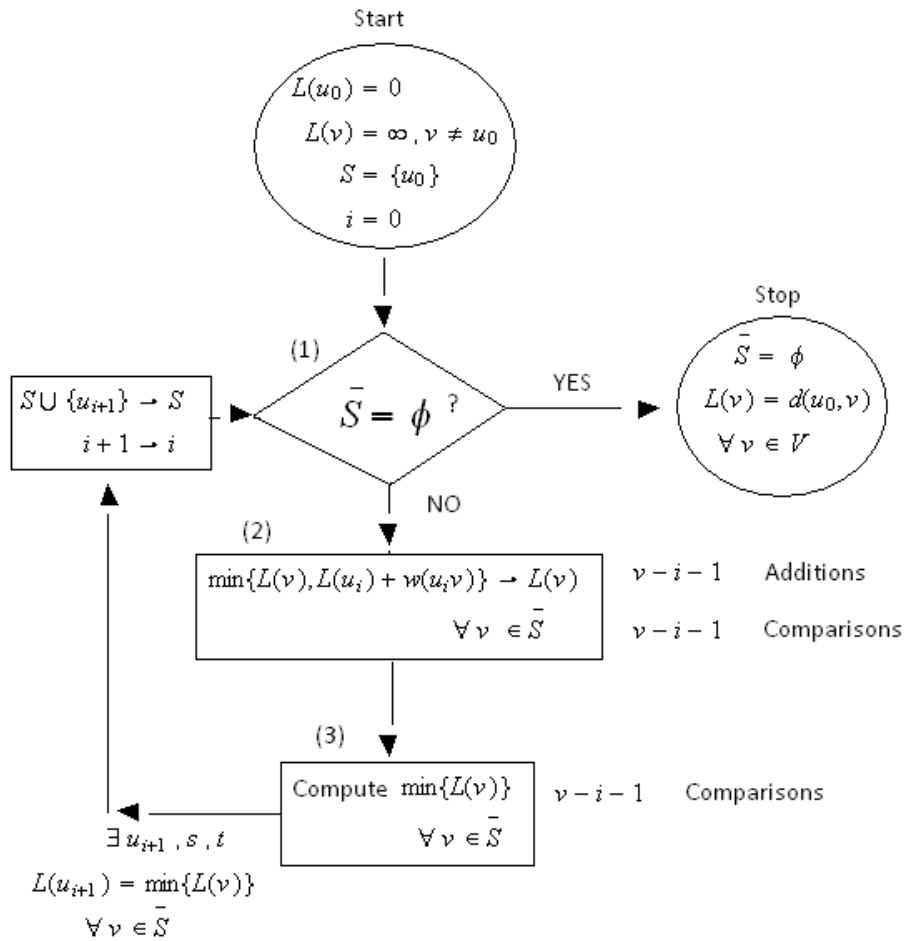 Start
L(u₀) = 0
L(v) = ∞, v ≠ u₀
S = {u₀}
i = 0
Stop
S̄ = ϕ
L(v) = d(u₀,v)
∀ v ∈ V
(1)
S̄ = ϕ ?
YES
S∪ {uᵢ₊₁} → S
i + 1 → i
NO
(2)
min{L(v), L(uᵢ) + w(uᵢv)} → L(v)
∀ v ∈ S̄
v − i − 1 Additions
v − i − 1 Comparisons
(3)
Compute min{L(v)}
∀ v ∈ S̄
v − i − 1 Comparisons
∃ uᵢ₊₁ , s , t
L(uᵢ₊₁) = min{L(v)}
∀ v ∈ S̄